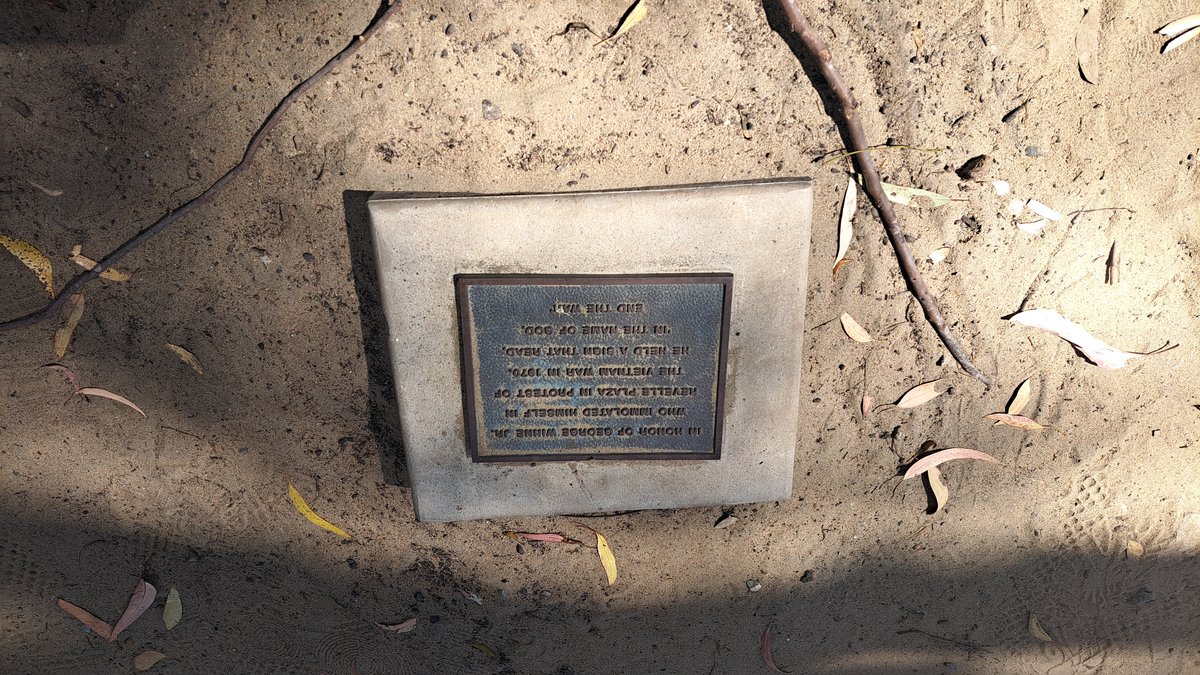 IN HONOR OF GEORGE WINNE JR.
WHO IMMOLATED HIMSELF IN
REVELLE PLAZA IN PROTEST OF
THE VIETNAM WAR IN 1970.
HE HELD A SIGN THAT READ,
"IN THE NAME OF GOD,
END THE WAR."